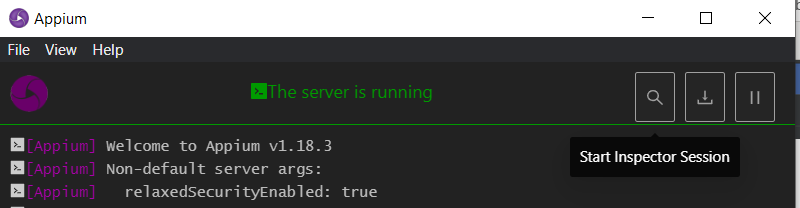 Appium
File View Help
The server is running
Start Inspector Session
[Appium] Welcome to Appium v1.18.3
[Appium] Non-default server args:
[Appium]   relaxedSecurityEnabled: true